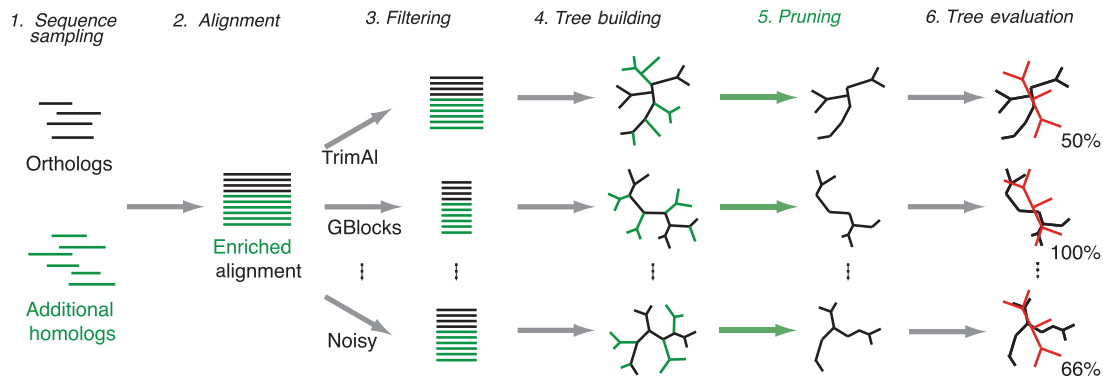 1. Sequence
sampling
2. Alignment
3. Filtering
4. Tree building
5. Pruning
6. Tree evaluation
Orthologs
TrimAl
50%
GBlocks
Enriched
alignment
100%
Additional
homologs
Noisy
66%